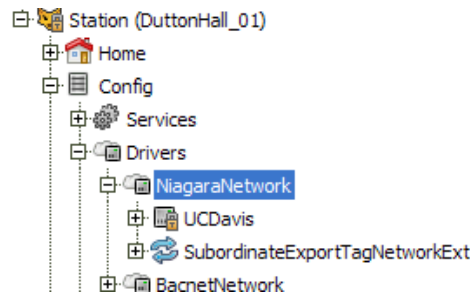 Station (DuttonHall_01)
Home
Config
Services
Drivers
NiagaraNetwork
UCDavis
SubordinateExportTagNetworkExt
BacnetNetwork